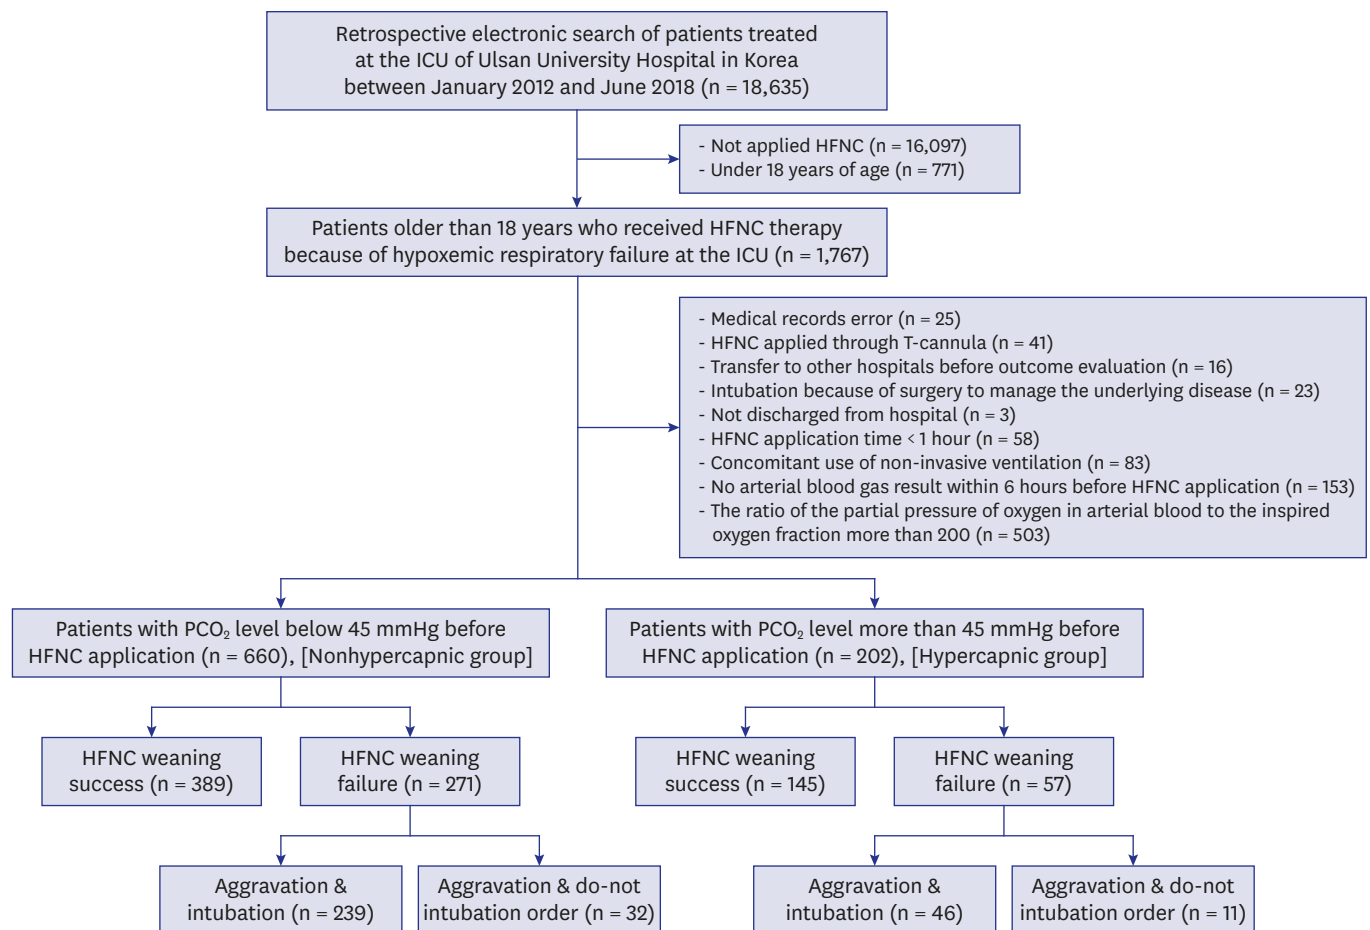 Retrospective electronic search of patients treated
at the ICU of Ulsan University Hospital in Korea
between January 2012 and June 2018 (n = 18,635)
- Not applied HFNC (n = 16,097)
- Under 18 years of age (n = 771)
Patients older than 18 years who received HFNC therapy
because of hypoxemic respiratory failure at the ICU (n = 1,767)
- Medical records error (n = 25)
- HFNC applied through T-cannula (n = 41)
- Transfer to other hospitals before outcome evaluation (n = 16)
- Intubation because of surgery to manage the underlying disease (n = 23)
- Not discharged from hospital (n = 3)
- HFNC application time < 1 hour (n = 58)
- Concomitant use of non-invasive ventilation (n = 83)
- No arterial blood gas result within 6 hours before HFNC application (n = 153)
- The ratio of the partial pressure of oxygen in arterial blood to the inspired
oxygen fraction more than 200 (n = 503)
Patients with PCO₂ level below 45 mmHg before
HFNC application (n = 660), [Nonhypercapnic group]
Patients with PCO₂ level more than 45 mmHg before
HFNC application (n = 202), [Hypercapnic group]
HFNC weaning
success (n = 389)
HFNC weaning
failure (n = 271)
HFNC weaning
success (n = 145)
HFNC weaning
failure (n = 57)
Aggravation &
intubation (n = 239)
Aggravation & do-not
intubation order (n = 32)
Aggravation &
intubation (n = 46)
Aggravation & do-not
intubation order (n = 11)